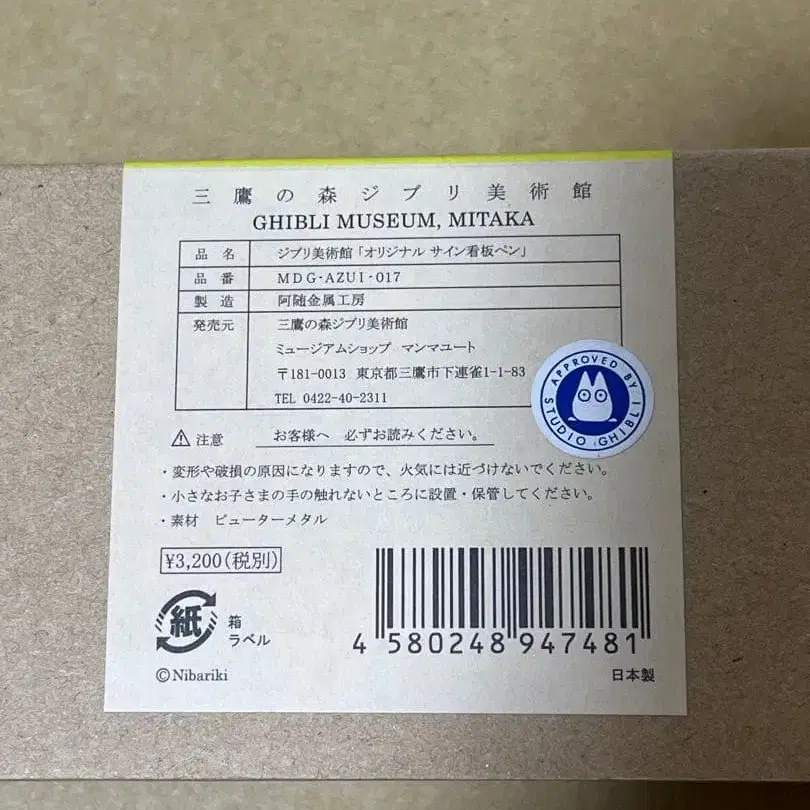 三鷹の森ジブリ美術館
GHIBLI MUSEUM, MITAKA
品名 ジブリ美術館「オリジナル サイン看板ペン」
品番 MDG-AZUI-017
製造 阿随金属工房
発売元 三鷹の森ジブリ美術館
ミュージアムショップ マンマユート
〒181-0013 東京都三鷹市下連雀1-1-83
TEL 0422-40-2311
APPROVED BY STUDIO GHIBLI
注意 お客様へ 必ずお読みください。
・変形や破損の原因になりますので、火気には近づけないでください。
・小さなお子さまの手の触れないところに設置・保管してください。
・素材 ピューターメタル
¥3,200(税別)
紙 箱
ラベル
4 580248 947481
©Nibariki
日本製